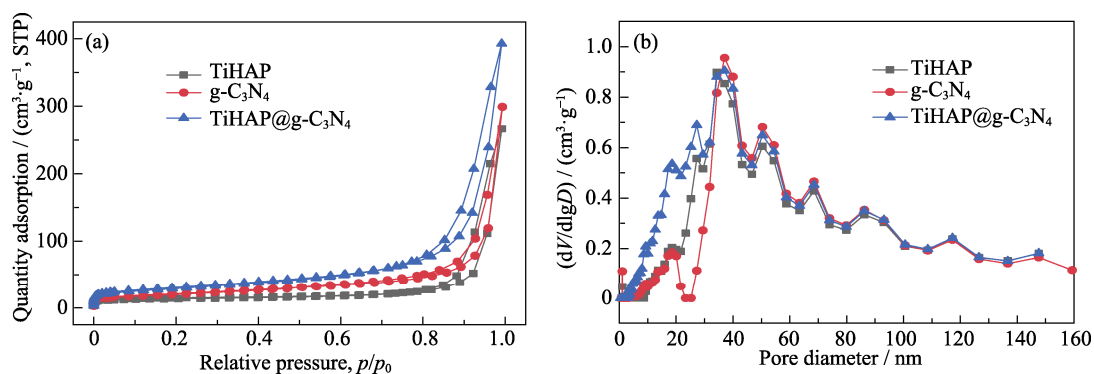 (a)
TiHAP
g-C₃N₄
TiHAP@g-C₃N₄
Quantity adsorption / (cm³·g⁻¹, STP)
400
300
200
100
0
0 0.2 0.4 0.6 0.8 1.0
Relative pressure, p/p₀
(b)
TiHAP
g-C₃N₄
TiHAP@g-C₃N₄
(dV/dlgD) / (cm³·g⁻¹)
1.0
0.8
0.6
0.4
0.2
0
0 20 40 60 80 100 120 140 160
Pore diameter / nm